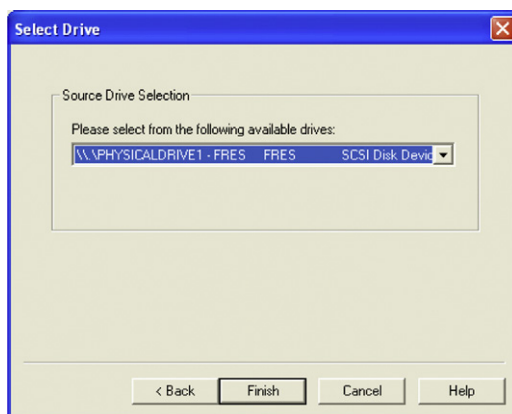 Select Drive
Source Drive Selection
Please select from the following available drives:
\\.\PHYSICALDRIVE1 - FRES FRES SCSI Disk Devic
< Back Finish Cancel Help